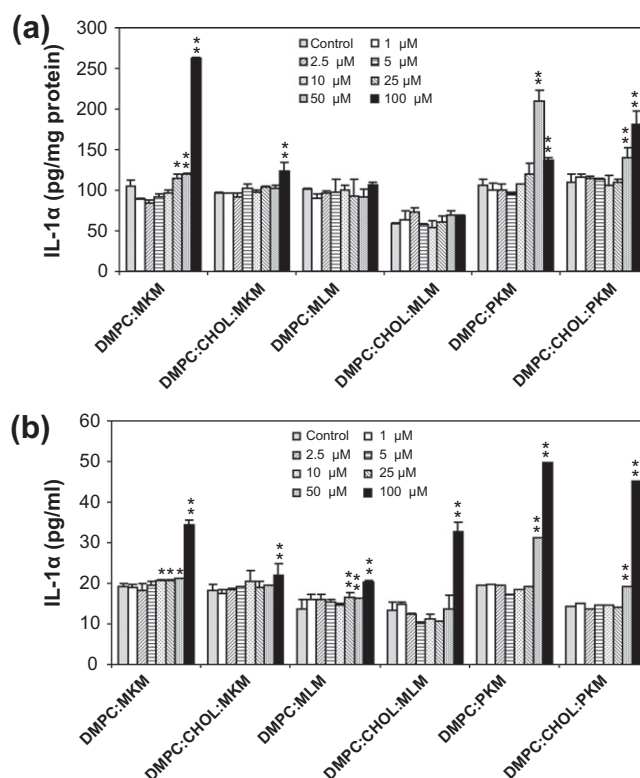 (a)
IL-1α (pg/mg protein)
300
250
200
150
100
50
0
Control 1 µM
2.5 µM 5 µM
10 µM 25 µM
50 µM 100 µM
** 
* ** 
** 
** 
** 
** 
**
DMPC:MKM
DMPC:CHOL:MKM
DMPC:MLM
DMPC:CHOL:MLM
DMPC:PKM
DMPC:CHOL:PKM
(b)
IL-1α (pg/ml)
60
50
40
30
20
10
0
Control 1 µM
2.5 µM 5 µM
10 µM 25 µM
50 µM 100 µM
**
* * *
**
** ** **
**
** **
** **
DMPC:MKM
DMPC:CHOL:MKM
DMPC:MLM
DMPC:CHOL:MLM
DMPC:PKM
DMPC:CHOL:PKM